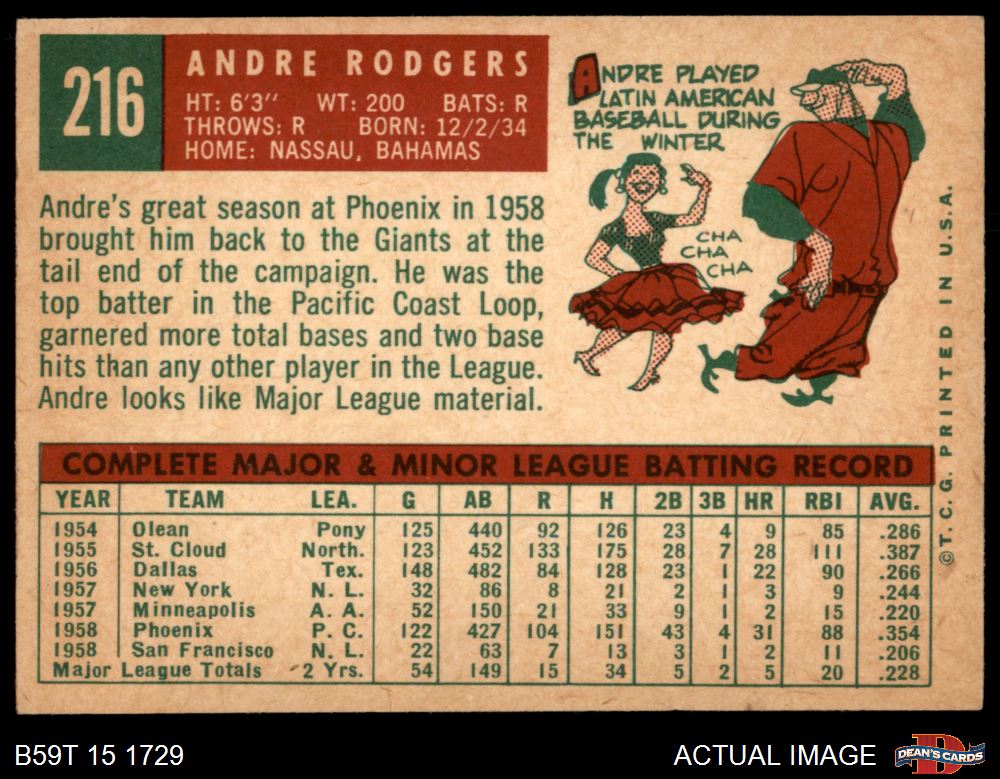 216
ANDRE RODGERS
HT: 6'3" WT: 200 BATS: R
THROWS: R BORN: 12/2/34
HOME: NASSAU, BAHAMAS
ANDRE PLAYED
LATIN AMERICAN
BASEBALL DURING
THE WINTER
CHA
CHA
CHA
Andre's great season at Phoenix in 1958
brought him back to the Giants at the
tail end of the campaign. He was the
top batter in the Pacific Coast Loop,
garnered more total bases and two base
hits than any other player in the League.
Andre looks like Major League material.
COMPLETE MAJOR & MINOR LEAGUE BATTING RECORD
YEAR TEAM LEA. G AB R H 2B 3B HR RBI AVG.
1954 Olean Pony 125 440 92 126 23 4 9 85 .286
1955 St. Cloud North. 123 452 133 175 28 7 28 111 .387
1956 Dallas Tex. 148 482 84 128 23 1 22 90 .266
1957 New York N. L. 32 86 8 21 2 1 3 9 .244
1957 Minneapolis A. A. 52 150 21 33 9 1 2 15 .220
1958 Phoenix P. C. 122 427 104 151 43 4 31 88 .354
1958 San Francisco N. L. 22 63 7 13 3 1 2 11 .206
Major League Totals 2 Yrs. 54 149 15 34 5 2 5 20 .228
© T. C. G. PRINTED IN U. S. A.
B59T 15 1729
ACTUAL IMAGE
DEAN'S CARDS